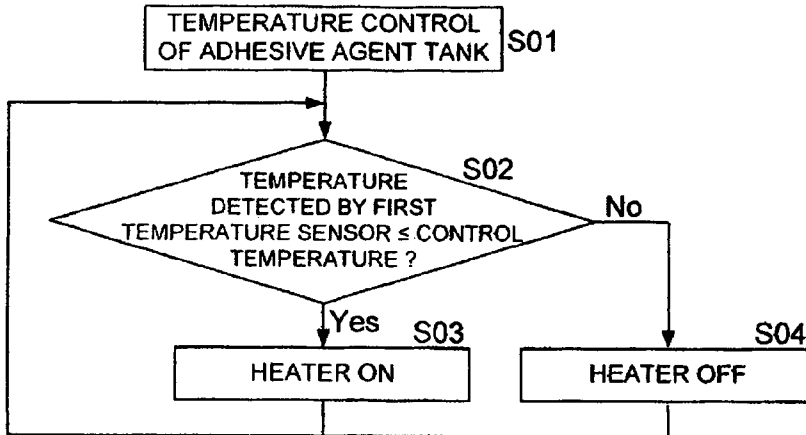 TEMPERATURE CONTROL
OF ADHESIVE AGENT TANK
S01
S02
TEMPERATURE
DETECTED BY FIRST
TEMPERATURE SENSOR ≤ CONTROL
TEMPERATURE ?
No
Yes
S03
S04
HEATER ON
HEATER OFF